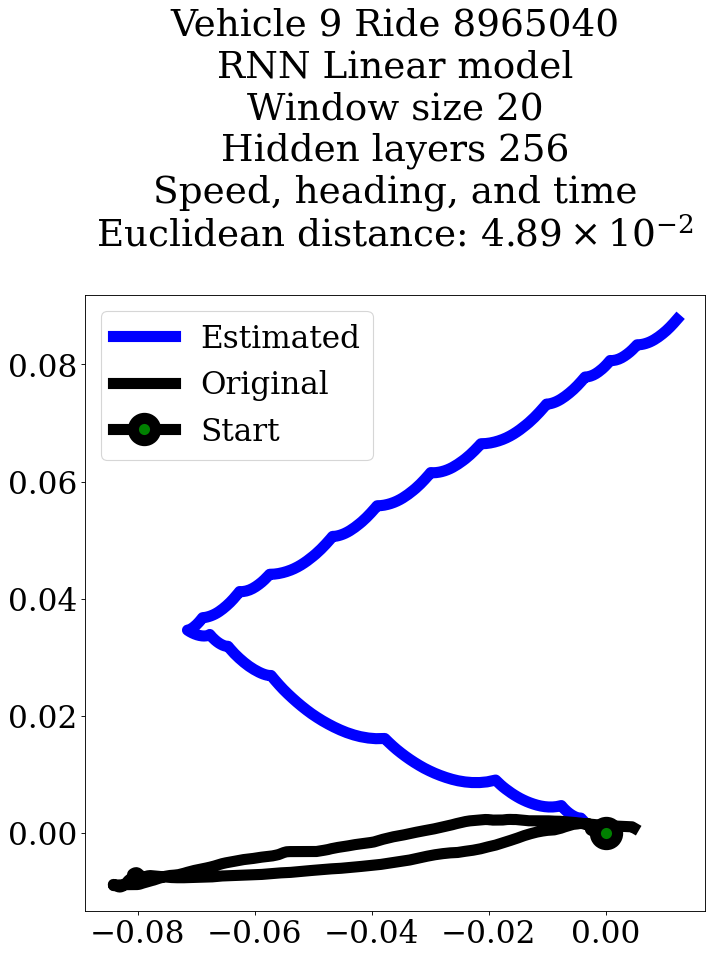 Vehicle 9 Ride 8965040
RNN Linear model
Window size 20
Hidden layers 256
Speed, heading, and time
Euclidean distance: 4.89 × 10⁻²
Estimated
Original
Start
0.08
0.06
0.04
0.02
0.00
−0.08 −0.06 −0.04 −0.02 0.00